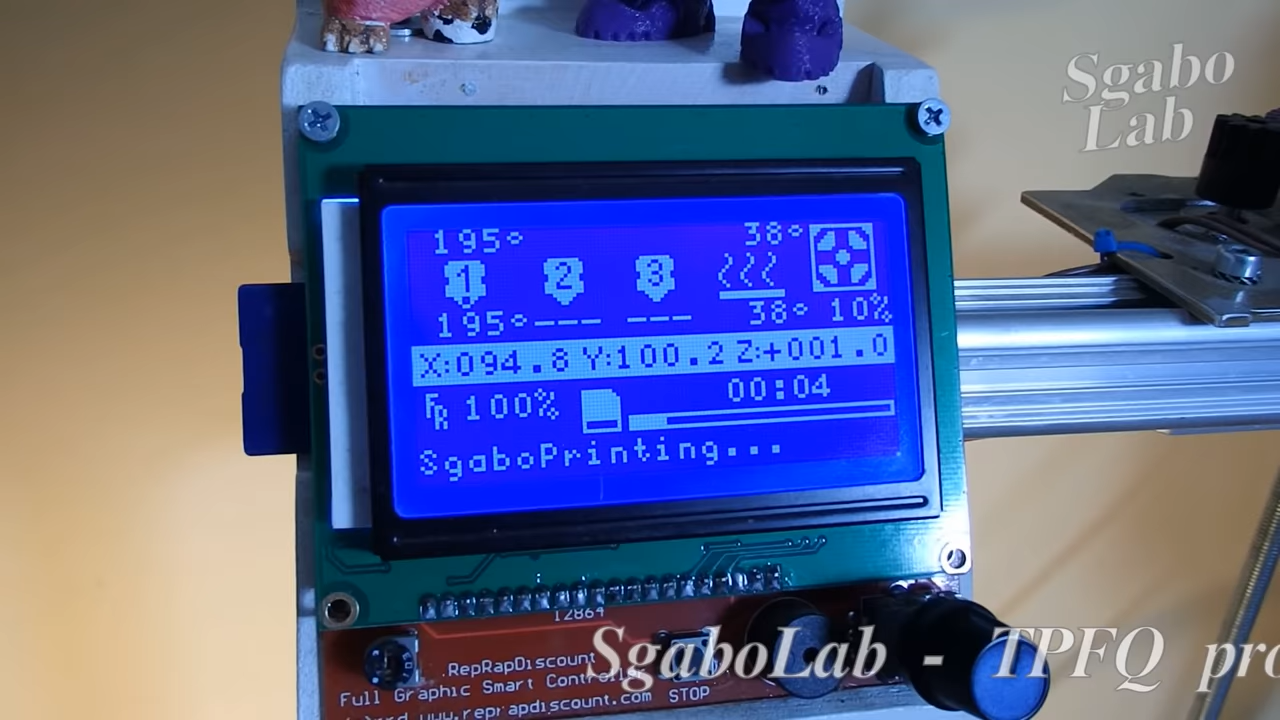 Sgabo
Lab
195° 38°
1 2 3
195° --- --- 38° 10%
X:094.8 Y:100.2 Z:+001.0
00:04
FR 100%
SgaboPrinting...
12864
SgaboLab - TPFQ pro
.RepRapDiscount
Full Graphic Smart Controller
www.reprapdiscount.com STOP